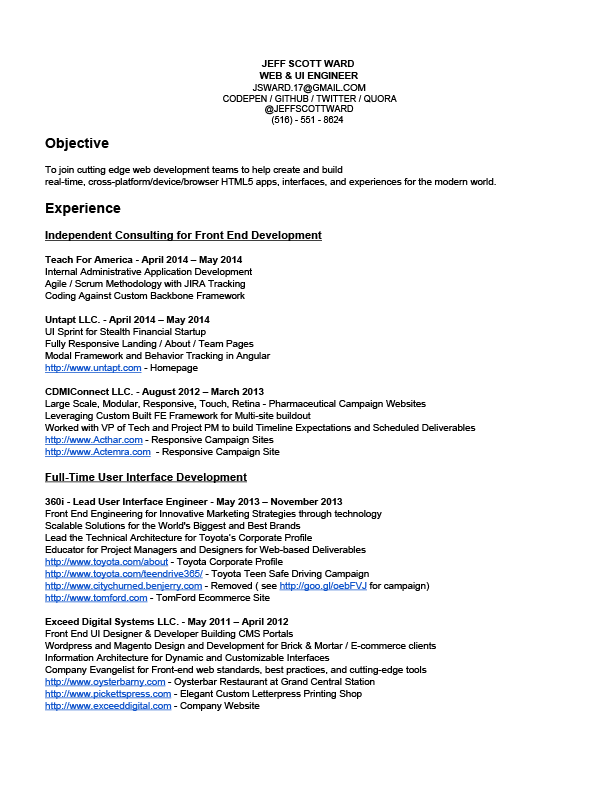 JEFF SCOTT WARD
WEB & UI ENGINEER
JSWARD.17@GMAIL.COM
CODEPEN / GITHUB / TWITTER / QUORA
@JEFFSCOTTWARD
(516) - 551 - 8624
Objective
To join cutting edge web development teams to help create and build
real-time, cross-platform/device/browser HTML5 apps, interfaces, and experiences for the modern world.
Experience
Independent Consulting for Front End Development
Teach For America - April 2014 – May 2014
Internal Administrative Application Development
Agile / Scrum Methodology with JIRA Tracking
Coding Against Custom Backbone Framework
Untapt LLC. - April 2014 – May 2014
UI Sprint for Stealth Financial Startup
Fully Responsive Landing / About / Team Pages
Modal Framework and Behavior Tracking in Angular
http://www.untapt.com - Homepage
CDMIConnect LLC. - August 2012 – March 2013
Large Scale, Modular, Responsive, Touch, Retina - Pharmaceutical Campaign Websites
Leveraging Custom Built FE Framework for Multi-site buildout
Worked with VP of Tech and Project PM to build Timeline Expectations and Scheduled Deliverables
http://www.Acthar.com - Responsive Campaign Sites
http://www.Actemra.com - Responsive Campaign Site
Full-Time User Interface Development
360i - Lead User Interface Engineer - May 2013 – November 2013
Front End Engineering for Innovative Marketing Strategies through technology
Scalable Solutions for the World's Biggest and Best Brands
Lead the Technical Architecture for Toyota's Corporate Profile
Educator for Project Managers and Designers for Web-based Deliverables
http://www.toyota.com/about - Toyota Corporate Profile
http://www.toyota.com/teendrive365/ - Toyota Teen Safe Driving Campaign
http://www.citychurned.benjerry.com - Removed ( see http://goo.gl/oebFVJ for campaign)
http://www.tomford.com - TomFord Ecommerce Site
Exceed Digital Systems LLC. - May 2011 – April 2012
Front End UI Designer & Developer Building CMS Portals
Wordpress and Magento Design and Development for Brick & Mortar / E-commerce clients
Information Architecture for Dynamic and Customizable Interfaces
Company Evangelist for Front-end web standards, best practices, and cutting-edge tools
http://www.oysterbarny.com - Oysterbar Restaurant at Grand Central Station
http://www.pickettspress.com - Elegant Custom Letterpress Printing Shop
http://www.exceeddigital.com - Company Website